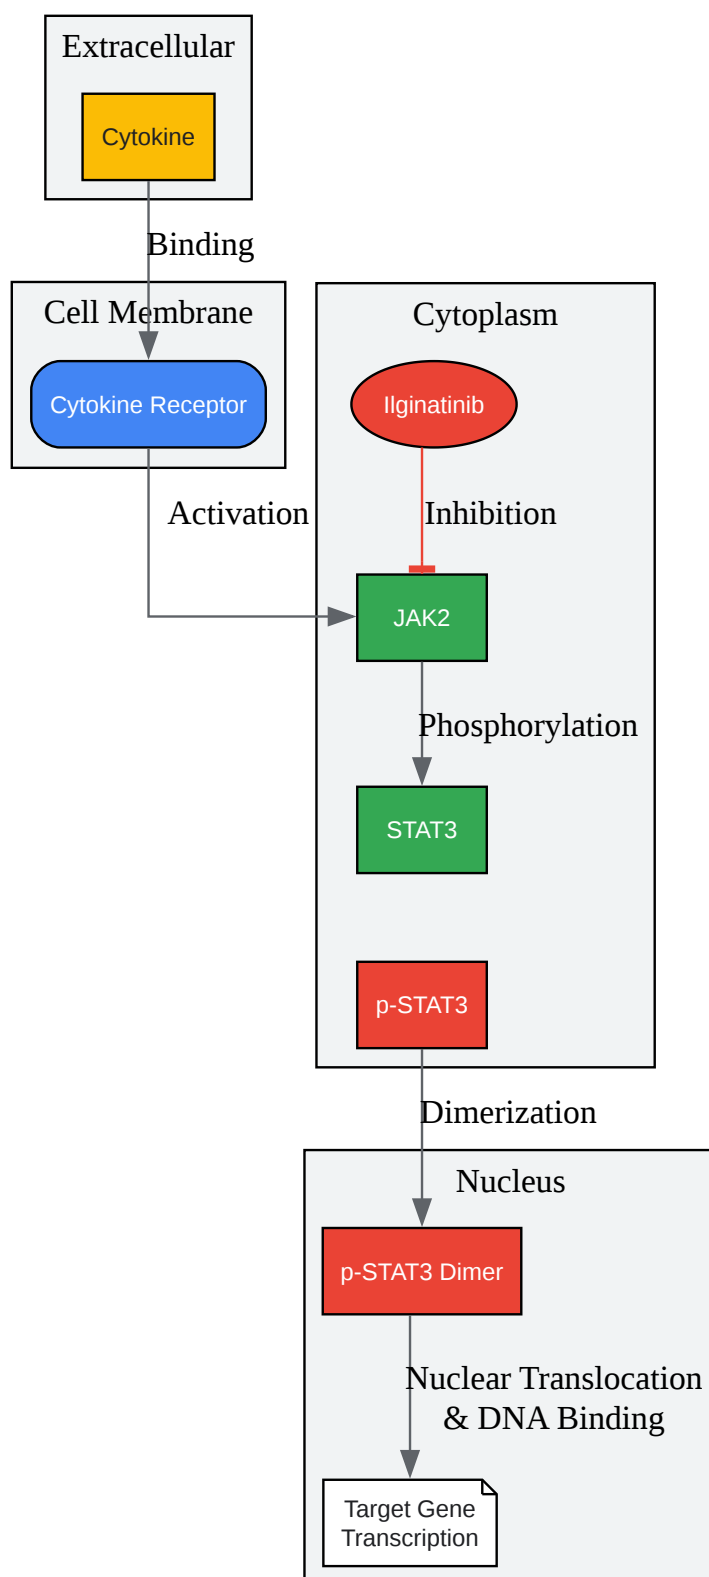 Extracellular
Cytokine
Binding
Cell Membrane
Cytokine Receptor
Activation
Cytoplasm
Ilginatinib
Inhibition
JAK2
Phosphorylation
STAT3
p-STAT3
Dimerization
Nucleus
p-STAT3 Dimer
Nuclear Translocation
& DNA Binding
Target Gene
Transcription